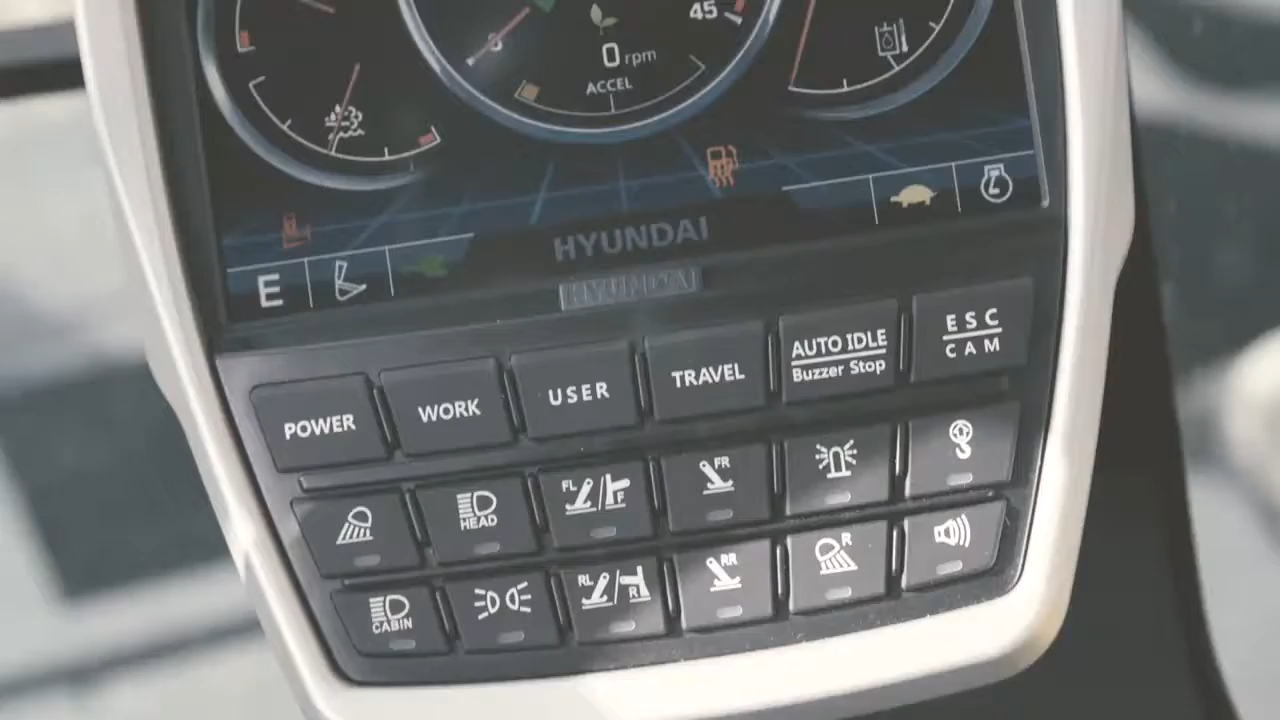 45
0 rpm
ACCEL
HYUNDAI
E
HYUNDAI
POWER
WORK
USER
TRAVEL
AUTO IDLE
Buzzer Stop
ESC
CAM
HEAD
FL
F
FR
CABIN
RL
R
RR
R